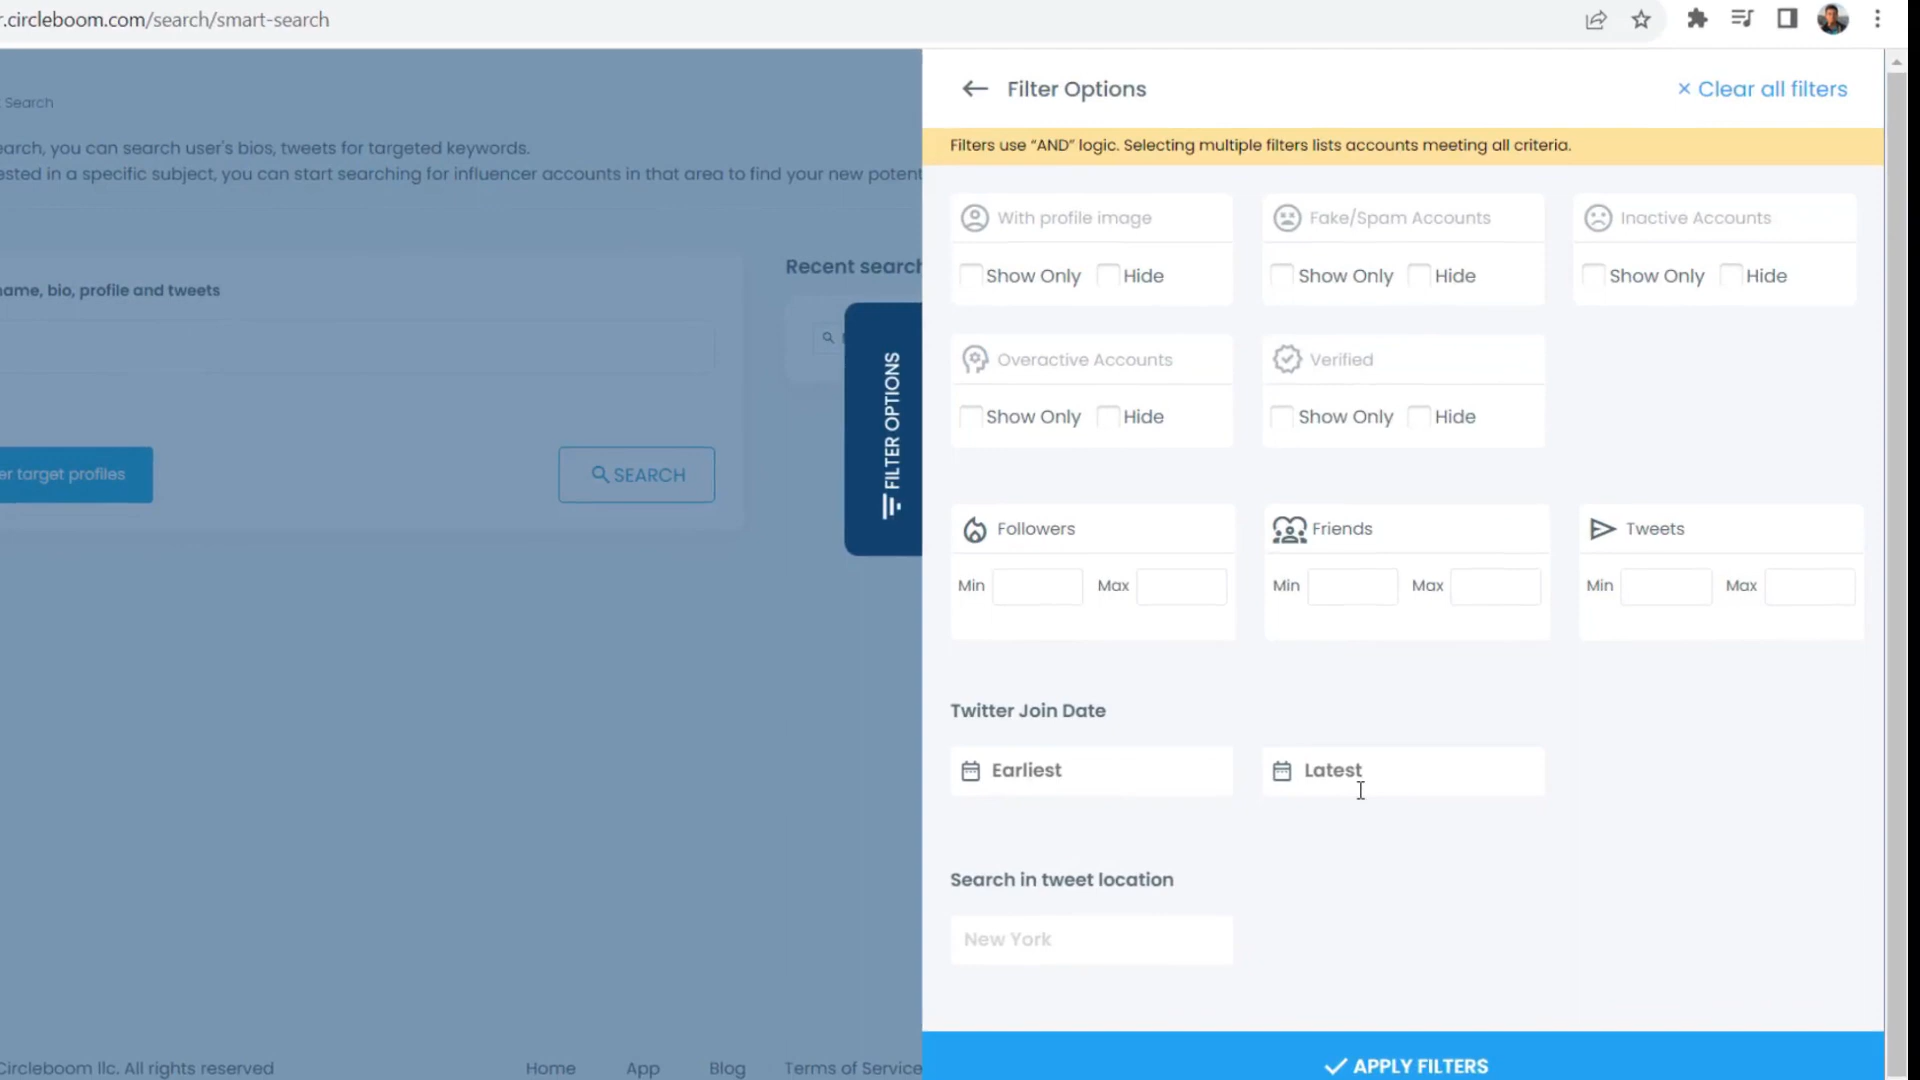 r.circleboom.com/search/smart-search
Filter Options
× Clear all filters
Search
Filters use “AND” logic. Selecting multiple filters lists accounts meeting all criteria.
earch, you can search user's bios, tweets for targeted keywords.
ested in a specific subject, you can start searching for influencer accounts in that area to find your new potent
With profile image
Fake/Spam Accounts
Inactive Accounts
Show Only Hide
Show Only Hide
Show Only Hide
Recent search
ame, bio, profile and tweets
FILTER OPTIONS
Overactive Accounts
Verified
Show Only Hide
Show Only Hide
er target profiles
SEARCH
Followers
Friends
Tweets
Min Max
Min Max
Min Max
Twitter Join Date
Earliest
Latest
Search in tweet location
New York
Circleboom llc. All rights reserved
Home App Blog Terms of Service
APPLY FILTERS